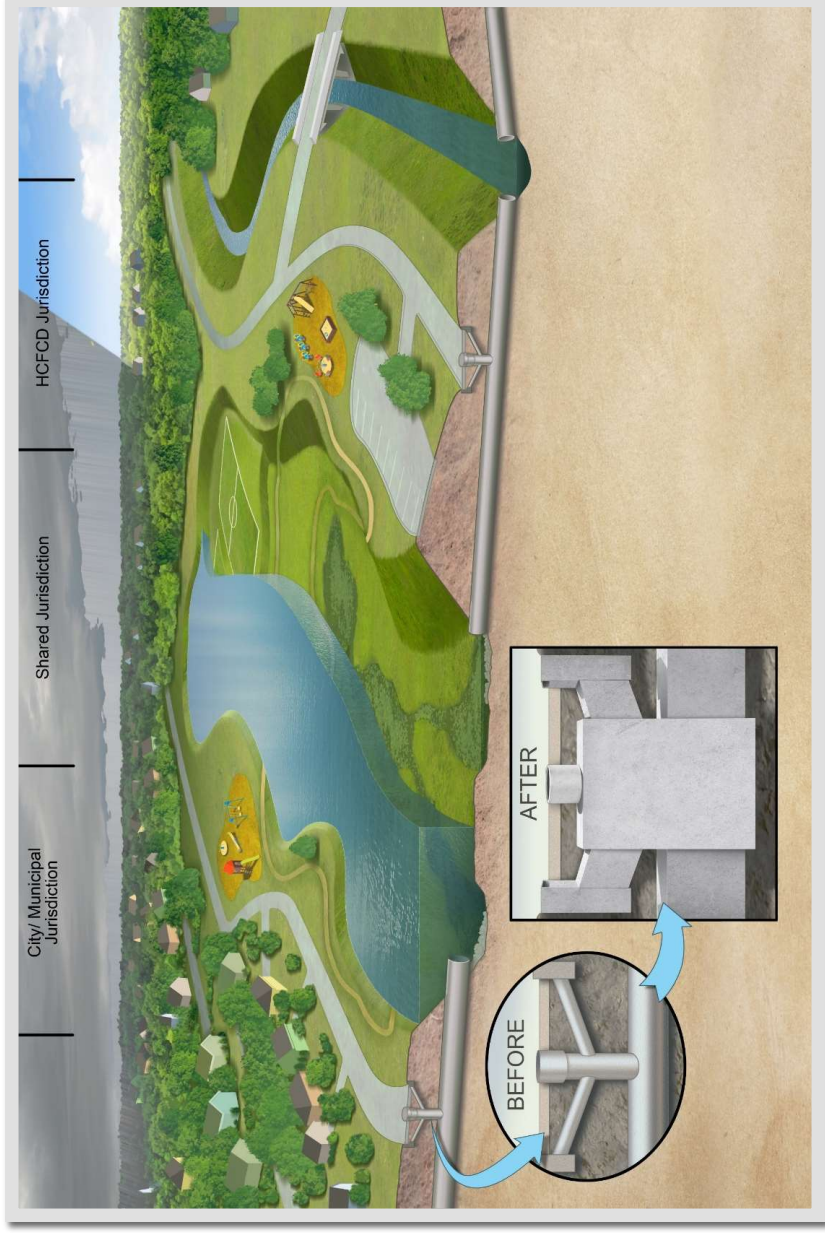 City/ Municipal
Jurisdiction
Shared Jurisdiction
HCFCD Jurisdiction
BEFORE
AFTER